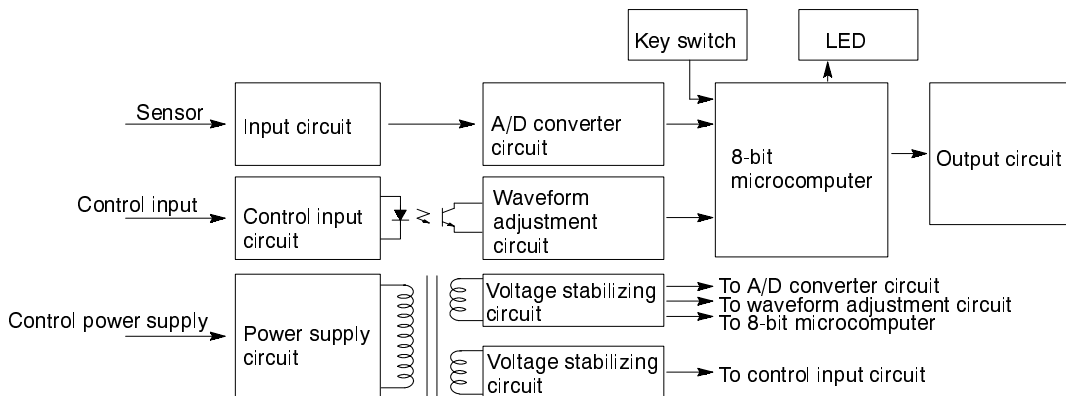 Key switch
LED
Sensor
Input circuit
A/D converter
circuit
8-bit
microcomputer
Output circuit
Control input
Control input
circuit
Waveform
adjustment
circuit
Control power supply
Power supply
circuit
Voltage stabilizing
circuit
To A/D converter circuit
To waveform adjustment circuit
To 8-bit microcomputer
Voltage stabilizing
circuit
To control input circuit